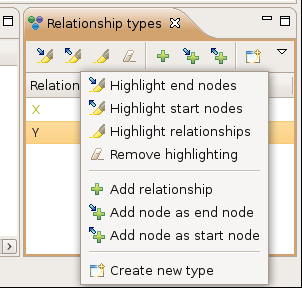 Relationship types
Relation
X
Y
Highlight end nodes
Highlight start nodes
Highlight relationships
Remove highlighting
Add relationship
Add node as end node
Add node as start node
Create new type